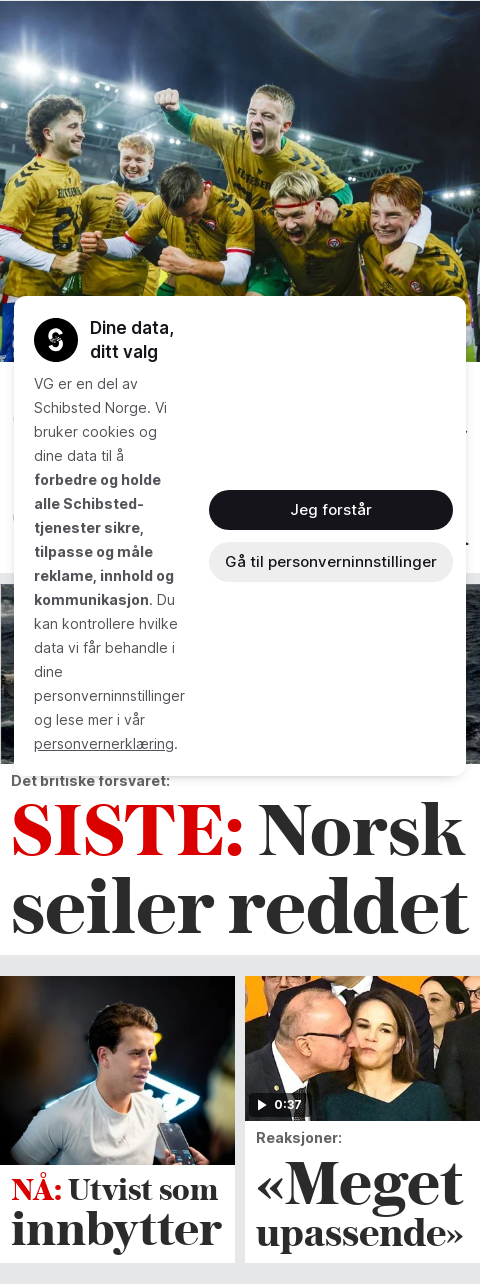 Dine data,
ditt valg
VG er en del av
Schibsted Norge. Vi
bruker cookies og
dine data til å
forbedre og holde
alle Schibsted-
tjenester sikre,
tilpasse og måle
reklame, innhold og
kommunikasjon. Du
kan kontrollere hvilke
data vi får behandle i
dine
personverninnstillinger
og lese mer i vår
personvernerklæring.
Jeg forstår
Gå til personverninnstillinger
Det britiske forsvaret:
SISTE: Norsk
seiler reddet
NÅ: Utvist som
innbytter
0:37
Reaksjoner:
«Meget
upassende»